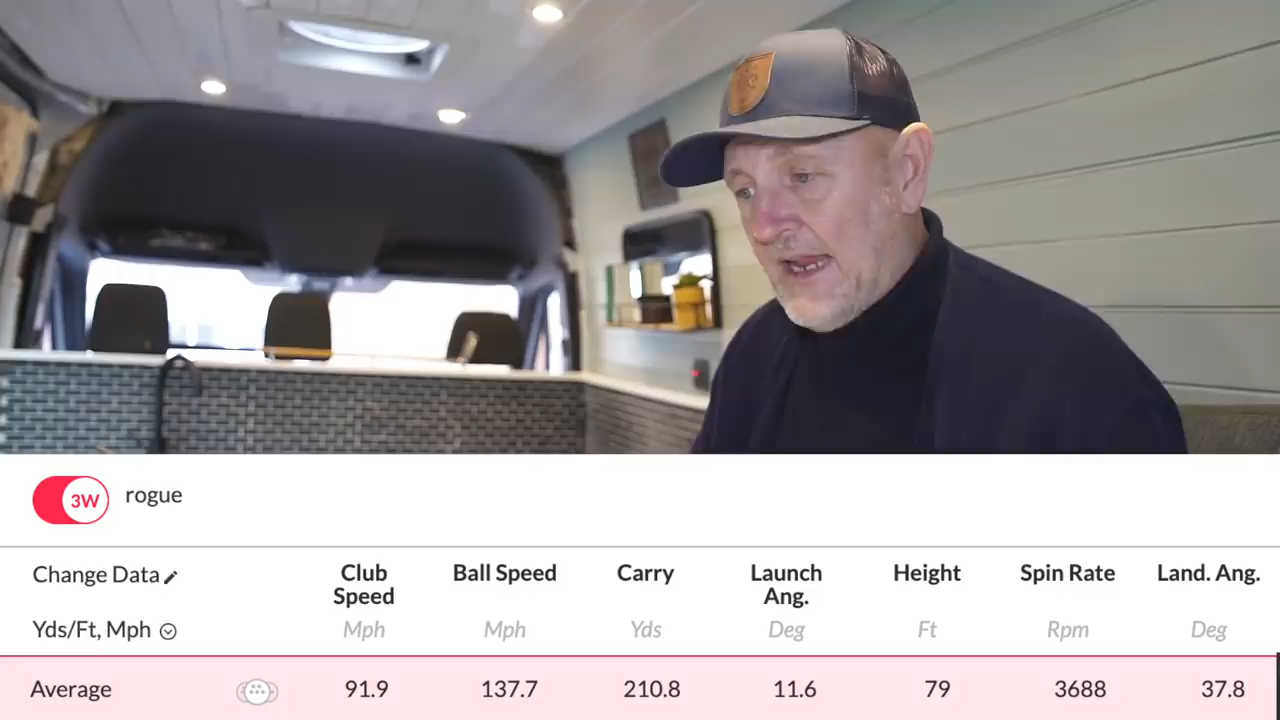 3W rogue
Change Data Club Speed Ball Speed Carry Launch Ang. Height Spin Rate Land. Ang.
Yds/Ft, Mph Mph Mph Yds Deg Ft Rpm Deg
Average 91.9 137.7 210.8 11.6 79 3688 37.8